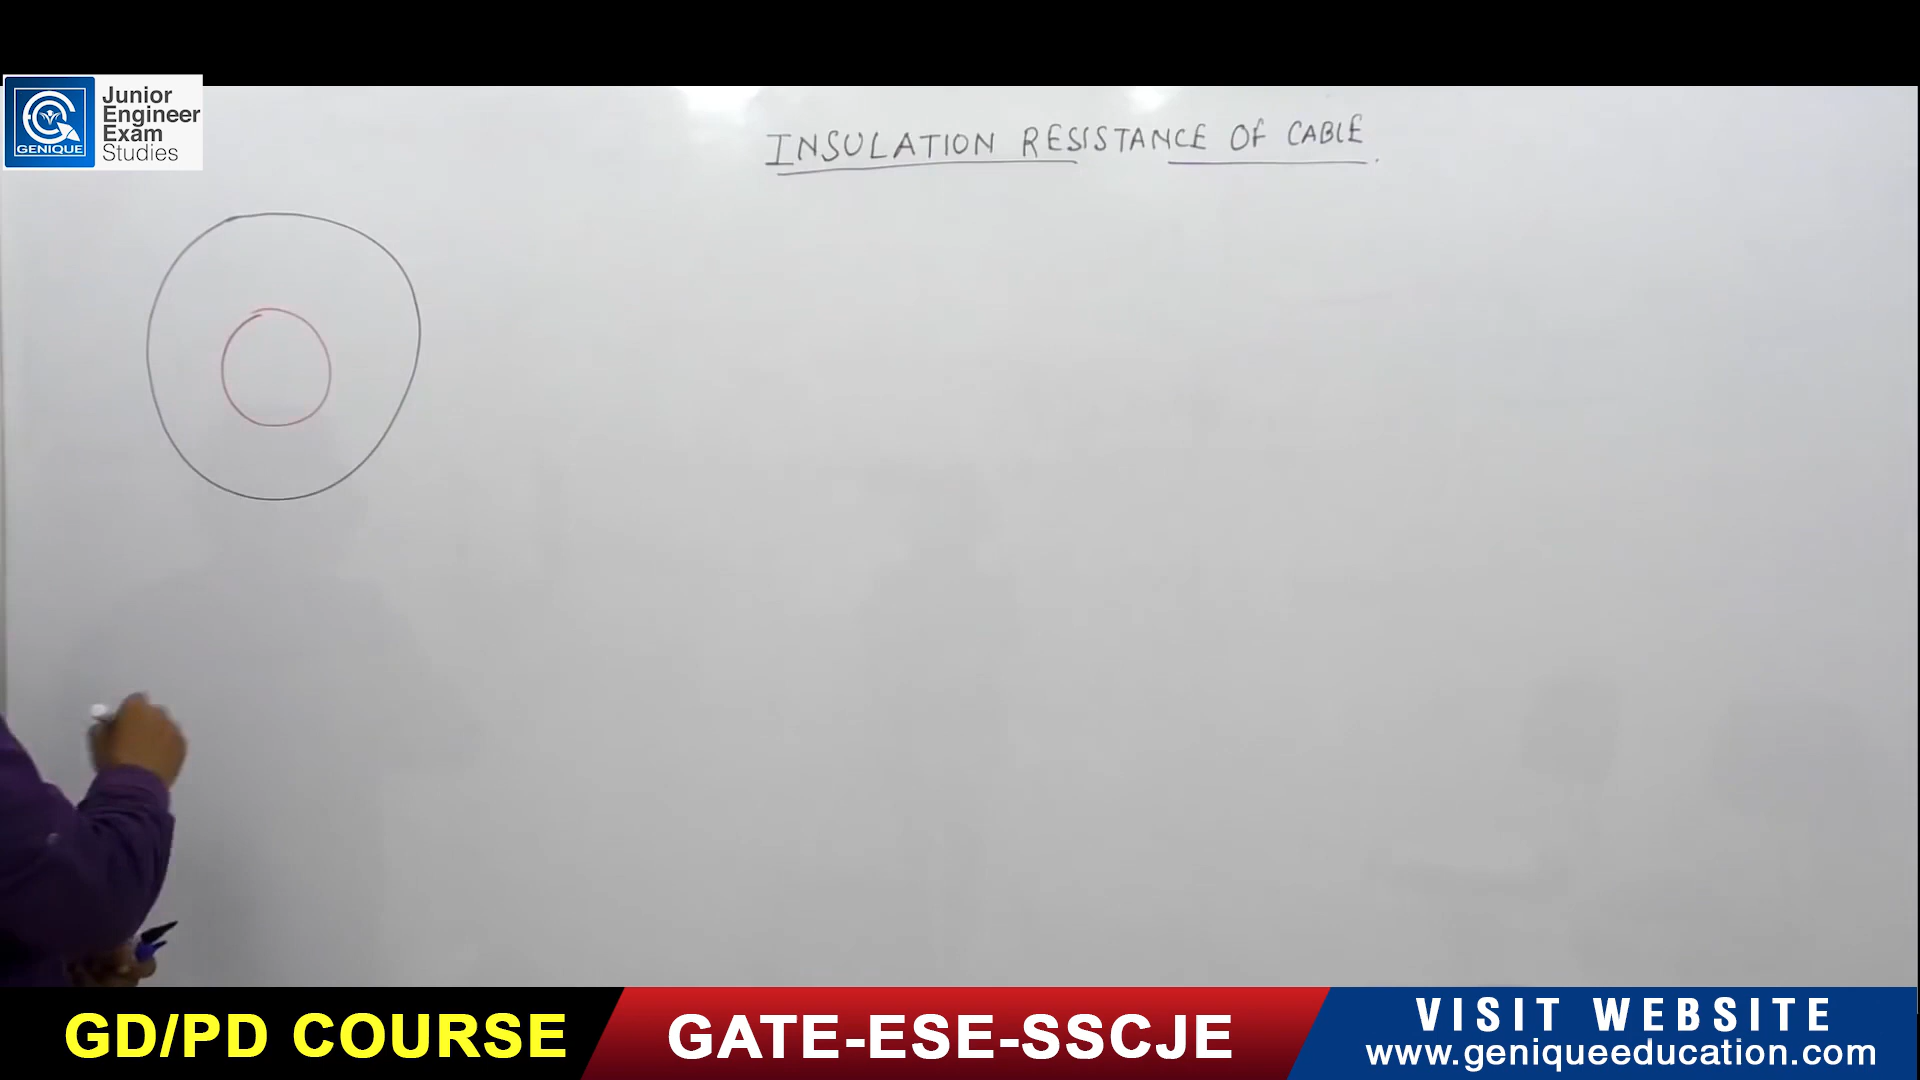 Junior
Engineer
Exam
Studies
GENIQUE
INSULATION RESISTANCE OF CABLE.
GD/PD COURSE
GATE-ESE-SSCJE
VISIT WEBSITE
www.geniqueeducation.com